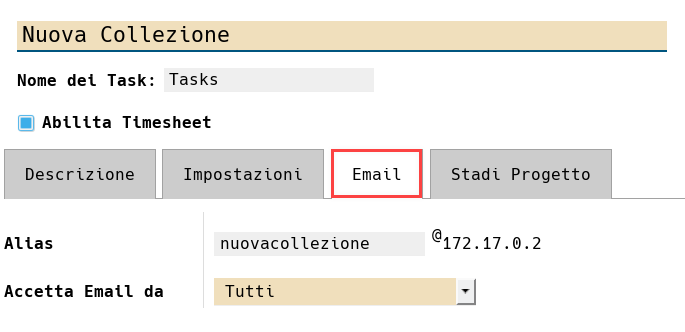 Nuova Collezione
Nome dei Task: Tasks
Abilita Timesheet
Descrizione Impostazioni Email Stadi Progetto
Alias nuovacollezione @172.17.0.2
Accetta Email da Tutti